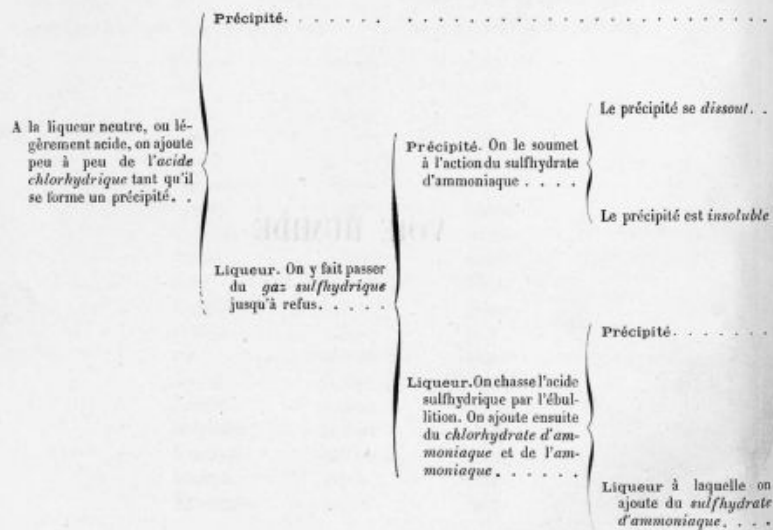 Précipité. . . . . . . . . . . . . . . . . . . . . . .
A la liqueur neutre, ou lé-
gèrement acide, on ajoute
peu à peu de l'acide
chlorhydrique tant qu'il
se forme un précipité. . .
Liqueur. On y fait passer
du gaz sulfhydrique
jusqu'à refus. . . . . .
Précipité. On le soumet
à l'action du sulfhydrate
d'ammoniaque . . . .
Le précipité se dissout. . .
Le précipité est insoluble
Liqueur. On chasse l'acide
sulfhydrique par l'ébul-
lition. On ajoute ensuite
du chlorhydrate d'am-
moniaque et de l'am-
moniaque. . . . . . .
Précipité. . . . . . . .
Liqueur à laquelle on
ajoute du sulfhydrate
d'ammoniaque. . . .
VOIE HUMIDE